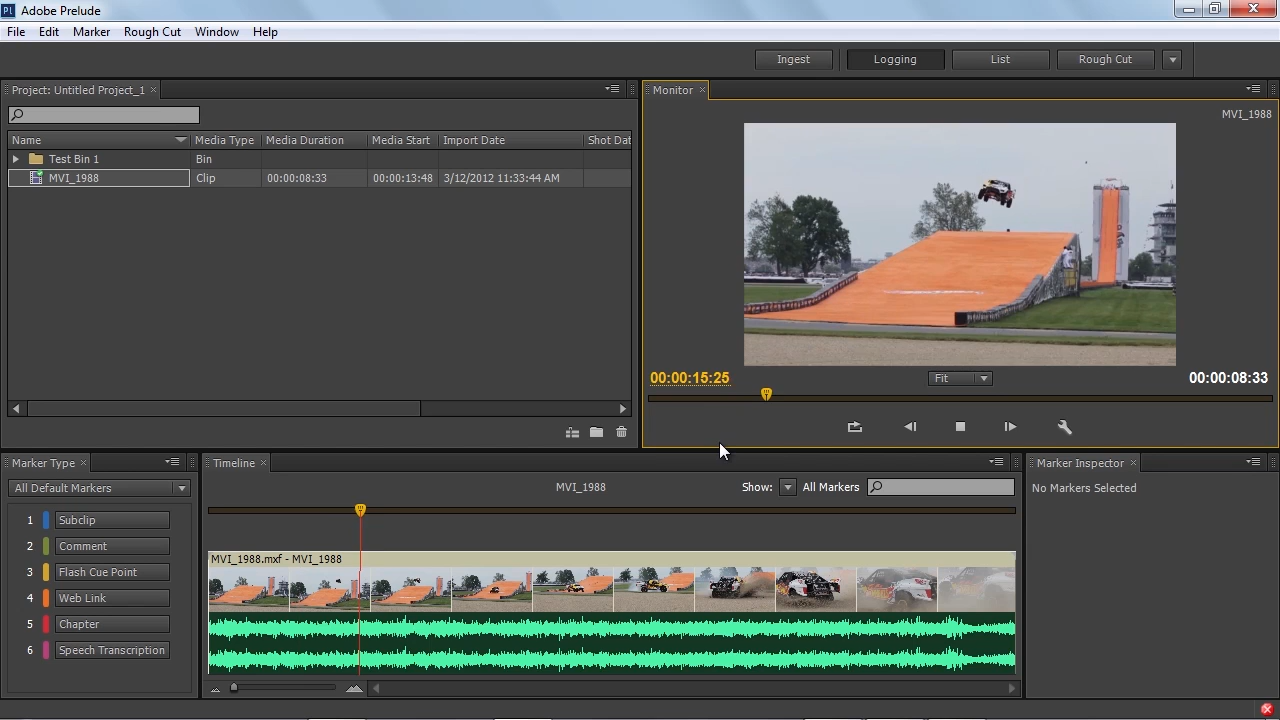 Pl Adobe Prelude
File Edit Marker Rough Cut Window Help
Ingest Logging List Rough Cut
Project: Untitled Project_1
Name Media Type Media Duration Media Start Import Date Shot Dat
Test Bin 1 Bin
MVI_1988 Clip 00:00:08:33 00:00:13:48 3/12/2012 11:33:44 AM
Monitor
MVI_1988
00:00:15:25 Fit 00:00:08:33
Marker Type
All Default Markers
1 Subclip
2 Comment
3 Flash Cue Point
4 Web Link
5 Chapter
6 Speech Transcription
Timeline
MVI_1988 Show: All Markers
MVI_1988.mxf - MVI_1988
Marker Inspector
No Markers Selected